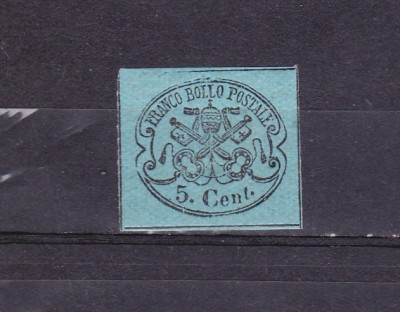 FRANCO BOLLO POSTALE
5. Cent.